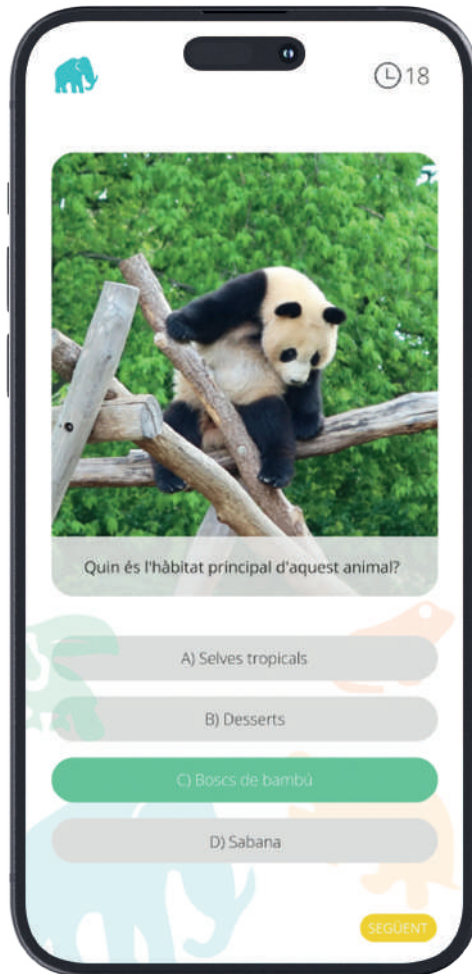 18
Quin és l'hàbitat principal d'aquest animal?
A) Selves tropicals
B) Desserts
C) Boscs de bambú
D) Sabana
SEGÜENT